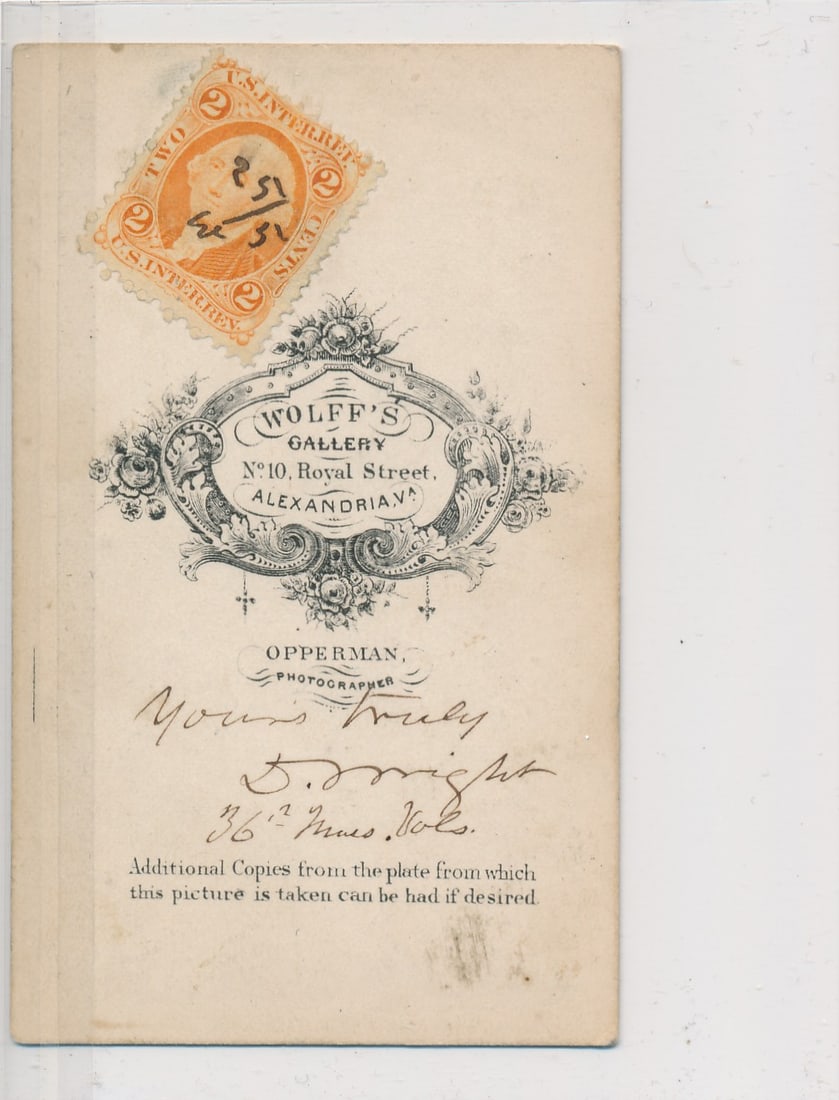 U.S. INTER. REV.
TWO
CENTS
2
2
2
2
U.S. INTER. REV.
WOLFF'S
GALLERY
Nº 10, Royal Street,
ALEXANDRIA, VA
OPPERMAN,
PHOTOGRAPHER
Yours truly
D. Wright
36th Mass. Vols.
Additional Copies from the plate from which
this picture is taken can be had if desired.